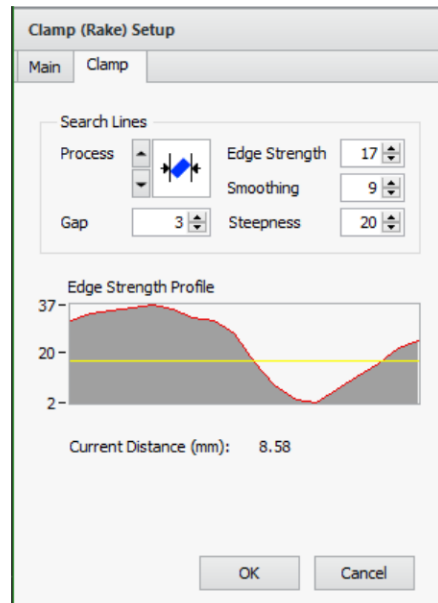 Clamp (Rake) Setup
Main Clamp
Search Lines
Process Edge Strength 17
Smoothing 9
Gap 3 Steepness 20
Edge Strength Profile
37
20
2
Current Distance (mm): 8.58
OK Cancel